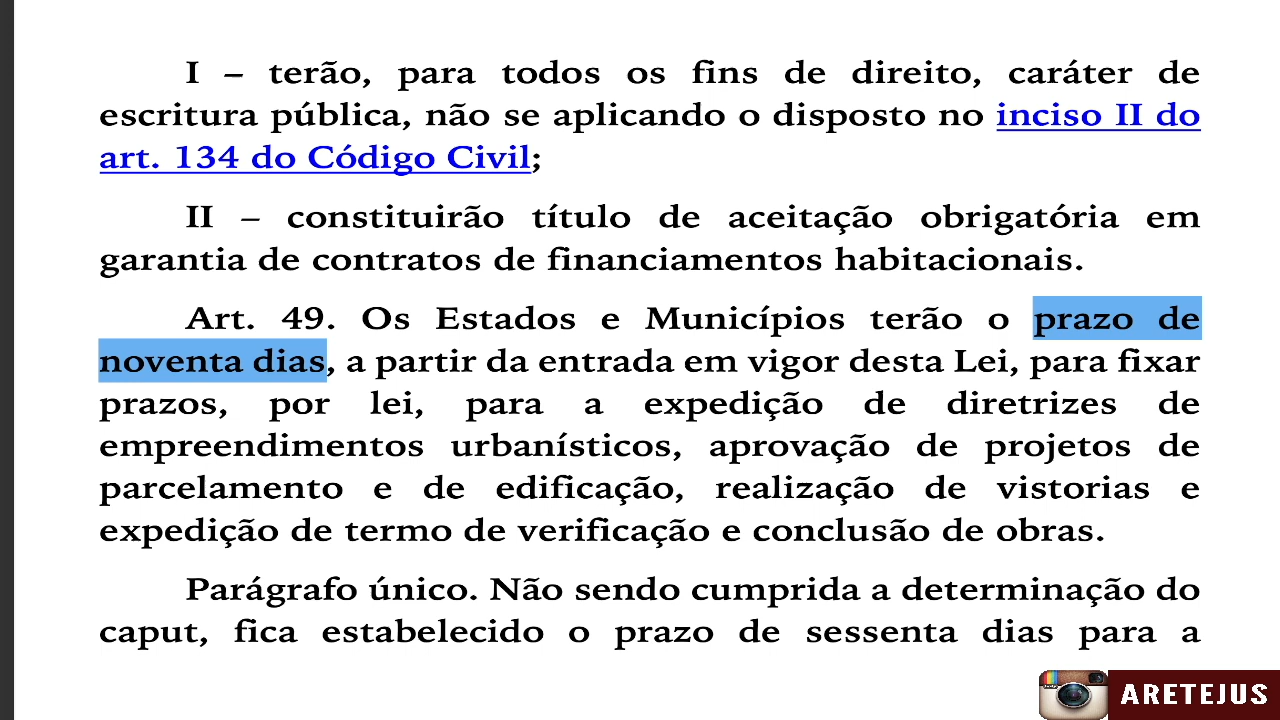 I – terão, para todos os fins de direito, caráter de
escritura pública, não se aplicando o disposto no inciso II do
art. 134 do Código Civil;
II – constituirão título de aceitação obrigatória em
garantia de contratos de financiamentos habitacionais.
Art. 49. Os Estados e Municípios terão o prazo de
noventa dias, a partir da entrada em vigor desta Lei, para fixar
prazos, por lei, para a expedição de diretrizes de
empreendimentos urbanísticos, aprovação de projetos de
parcelamento e de edificação, realização de vistorias e
expedição de termo de verificação e conclusão de obras.
Parágrafo único. Não sendo cumprida a determinação do
caput, fica estabelecido o prazo de sessenta dias para a
ARETEJUS